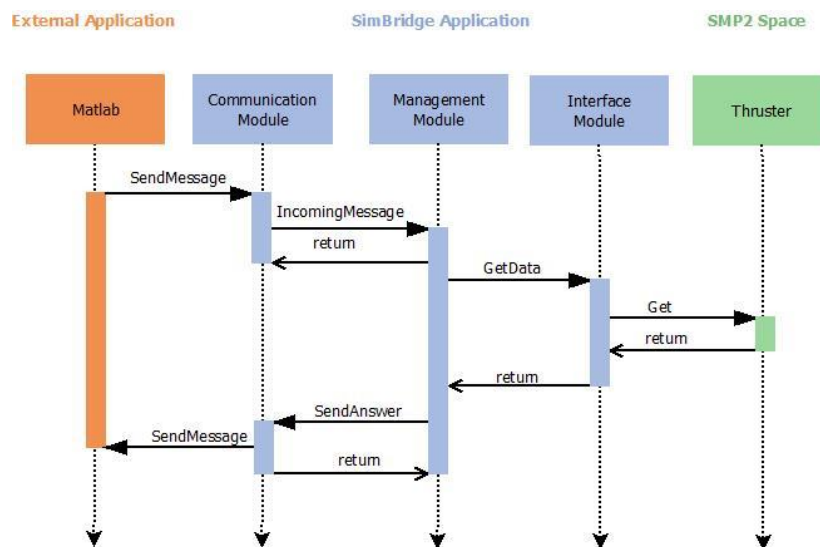 External Application
SimBridge Application
SMP2 Space
Matlab
Communication
Module
Management
Module
Interface
Module
Thruster
SendMessage
IncomingMessage
return
GetData
Get
return
return
SendAnswer
SendMessage
return